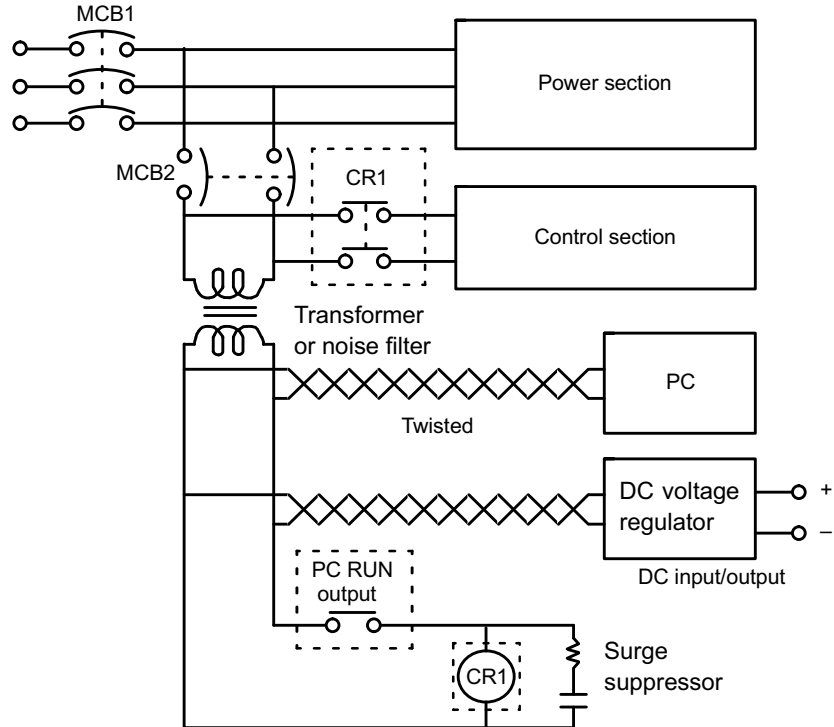 MCB1
Power section
MCB2
CR1
Control section
Transformer
or noise filter
PC
Twisted
DC voltage
regulator
+
–
DC input/output
PC RUN
output
CR1
Surge
suppressor